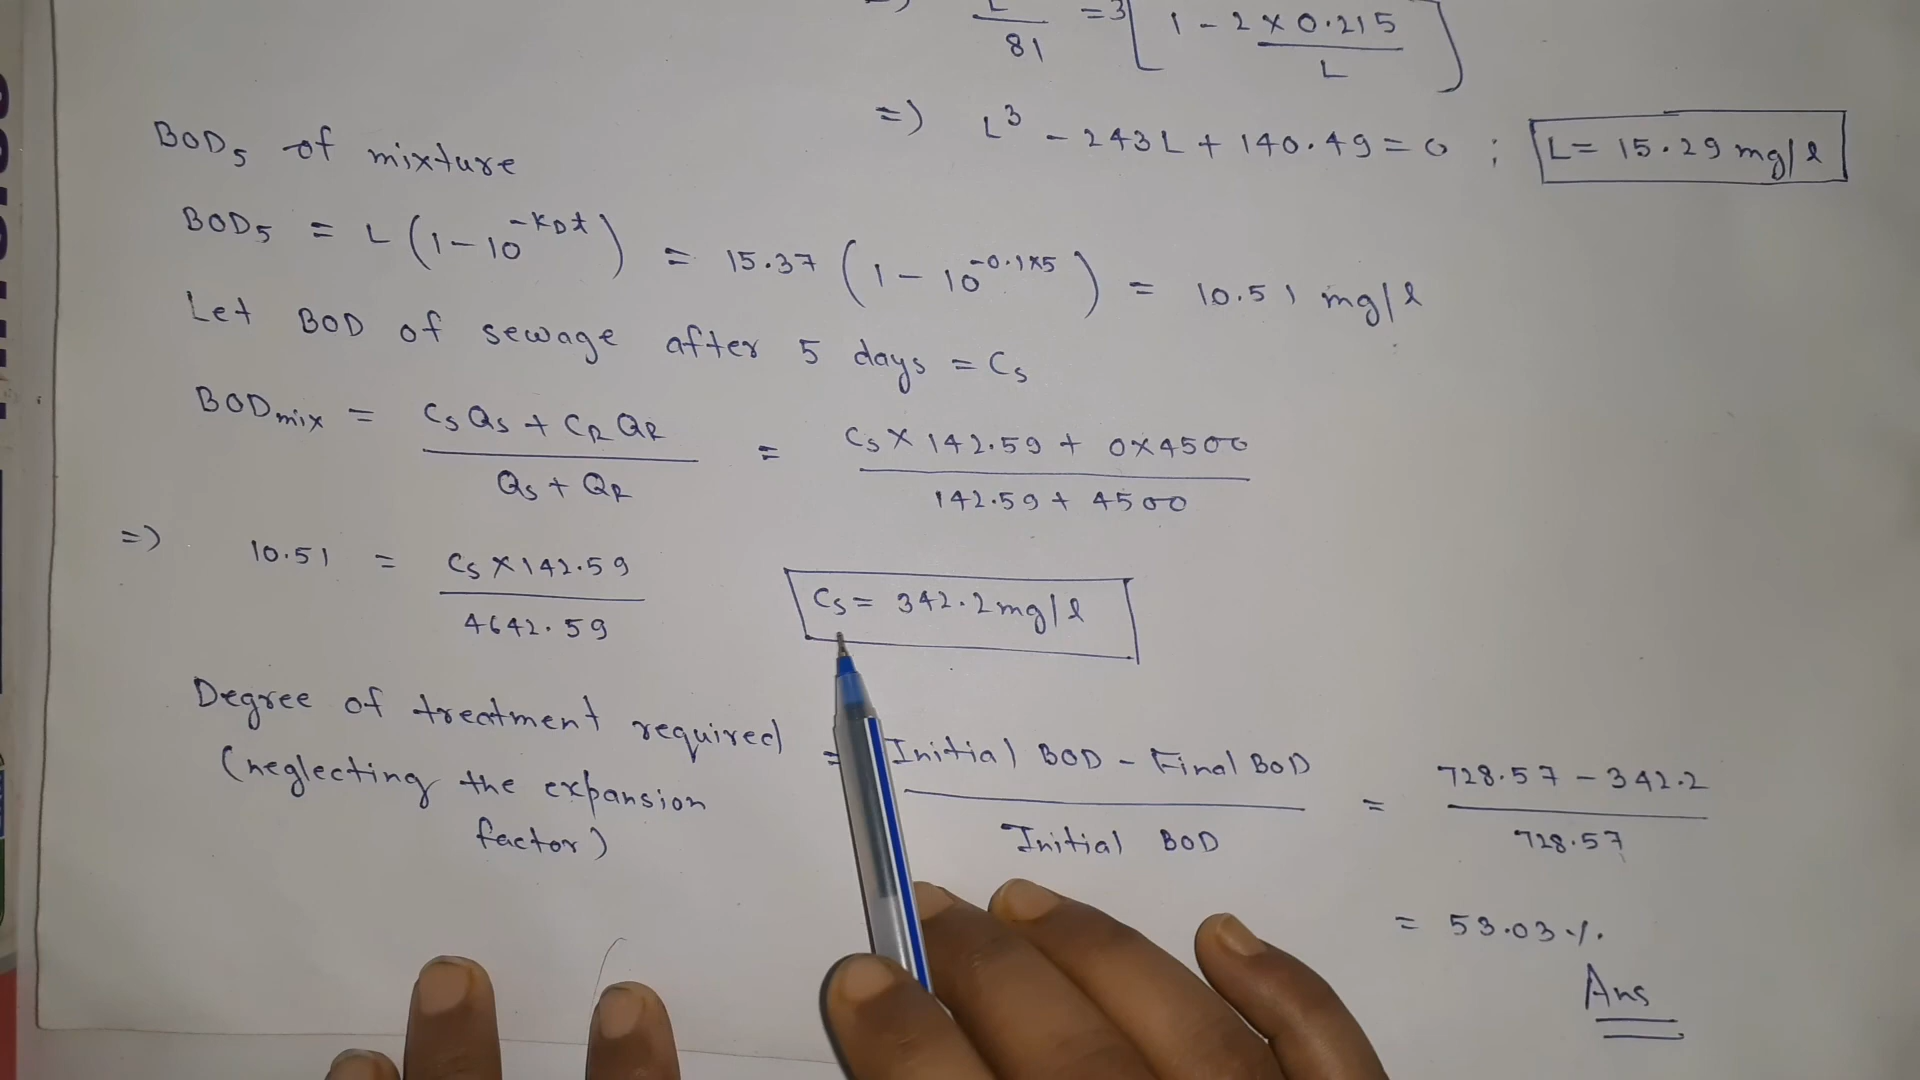 L/81 = 3[1 - 2 × 0.215/L]
=) L³ - 243L + 140.49 = 0 ; L = 15.29 mg/l
BOD₅ of mixture
BOD₅ = L (1 - 10^-K_D t) = 15.37 (1 - 10^-0.1×5) = 10.51 mg/l
Let BOD of sewage after 5 days = Cs
BODmix = CsQs + CRQR / Qs + QR = Cs × 142.59 + 0×4500 / 142.59 + 4500
=) 10.51 = Cs × 142.59 / 4642.59
Cs = 342.2 mg/l
Degree of treatment required = Initial BOD - Final BOD / Initial BOD = 728.57 - 342.2 / 728.57
(neglecting the expansion
factor)
= 53.03 %.
Ans